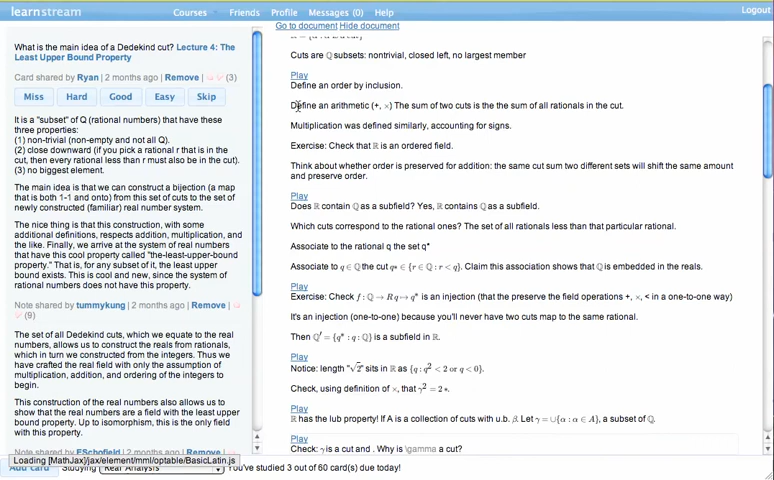 learnstream
Courses Friends Profile Messages (0) Help
Logout
What is the main idea of a Dedekind cut? Lecture 4: The
Least Upper Bound Property
Card shared by Ryan | 2 months ago | Remove | (3)
Miss Hard Good Easy Skip
It is a "subset" of Q (rational numbers) that have these
three properties:
(1) non-trivial (non-empty and not all Q).
(2) close downward (if you pick a rational r that is in the
cut, then every rational less than r must also be in the cut).
(3) no biggest element.
The main idea is that we can construct a bijection (a map
that is both 1-1 and onto) from this set of cuts to the set of
newly constructed (familiar) real number system.
The nice thing is that this construction, with some
additional definitions, respects addition, multiplication, and
the like. Finally, we arrive at the system of real numbers
that have this cool property called "the-least-upper-bound
property." That is, for any subset of it, the least upper
bound exists. This is cool and new, since the system of
rational numbers does not have this property.
Note shared by tummykung | 2 months ago | Remove |
(9)
The set of all Dedekind cuts, which we equate to the real
numbers, allows us to construct the reals from rationals,
which in turn we constructed from the integers. Thus we
have crafted the real field with only the assumption of
multiplication, addition, and ordering of the integers to
begin.
This construction of the real numbers also allows us to
show that the real numbers are a field with the least upper
bound property. Up to isomorphism, this is the only field
with this property.
Note shared by ESchofield | 2 months ago | Remove |
Loading [MathJax]/jax/element/mml/optable/BasicLatin.js
Add Card Studying Real Analysis You've studied 3 out of 60 card(s) due today!
Go to document Hide document
Cuts are ℚ subsets: nontrivial, closed left, no largest member
Play
Define an order by inclusion.
Define an arithmetic (+, ×) The sum of two cuts is the the sum of all rationals in the cut.
Multiplication was defined similarly, accounting for signs.
Exercise: Check that ℝ is an ordered field.
Think about whether order is preserved for addition: the same cut sum two different sets will shift the same amount
and preserve order.
Play
Does ℝ contain ℚ as a subfield? Yes, ℝ contains ℚ as a subfield.
Which cuts correspond to the rational ones? The set of all rationals less than that particular rational.
Associate to the rational q the set q*
Associate to q ∈ ℚ the cut q* ∈ {r ∈ ℚ : r < q}. Claim this association shows that ℚ is embedded in the reals.
Play
Exercise: Check f : ℚ → R q ↦ q* is an injection (that the preserve the field operations +, ×, < in a one-to-one way)
It's an injection (one-to-one) because you'll never have two cuts map to the same rational.
Then ℚ′ = {q* : q : ℚ} is a subfield in ℝ.
Play
Notice: length "√2" sits in ℝ as {q : q² < 2 or q < 0}.
Check, using definition of ×, that γ² = 2*.
Play
ℝ has the lub property! If A is a collection of cuts with u.b. β. Let γ = ∪{α : α ∈ A}, a subset of ℚ.
Play
Check: γ is a cut and . Why is \gamma a cut?